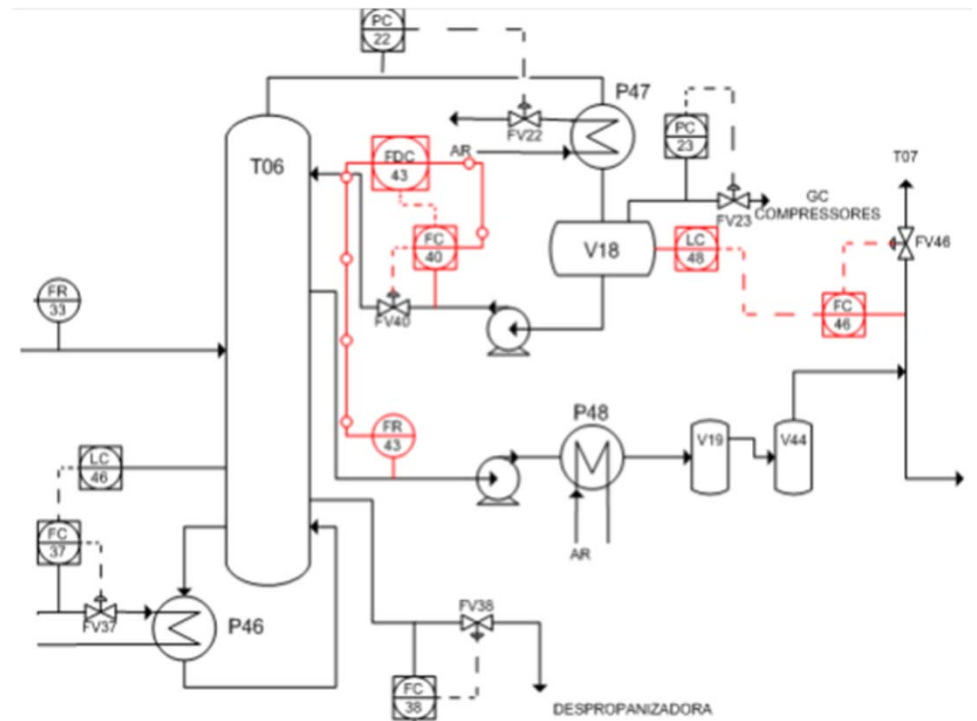 PC
22
P47
FV22
AR
PC
23
T07
T06
FDC
43
FV23
GC
COMPRESSORES
FV46
FC
40
V18
LC
48
FR
33
FV40
FC
46
P48
FR
43
V19
V44
LC
46
FC
37
AR
FV37
P46
FV38
FC
38
DESPROPANIZADORA